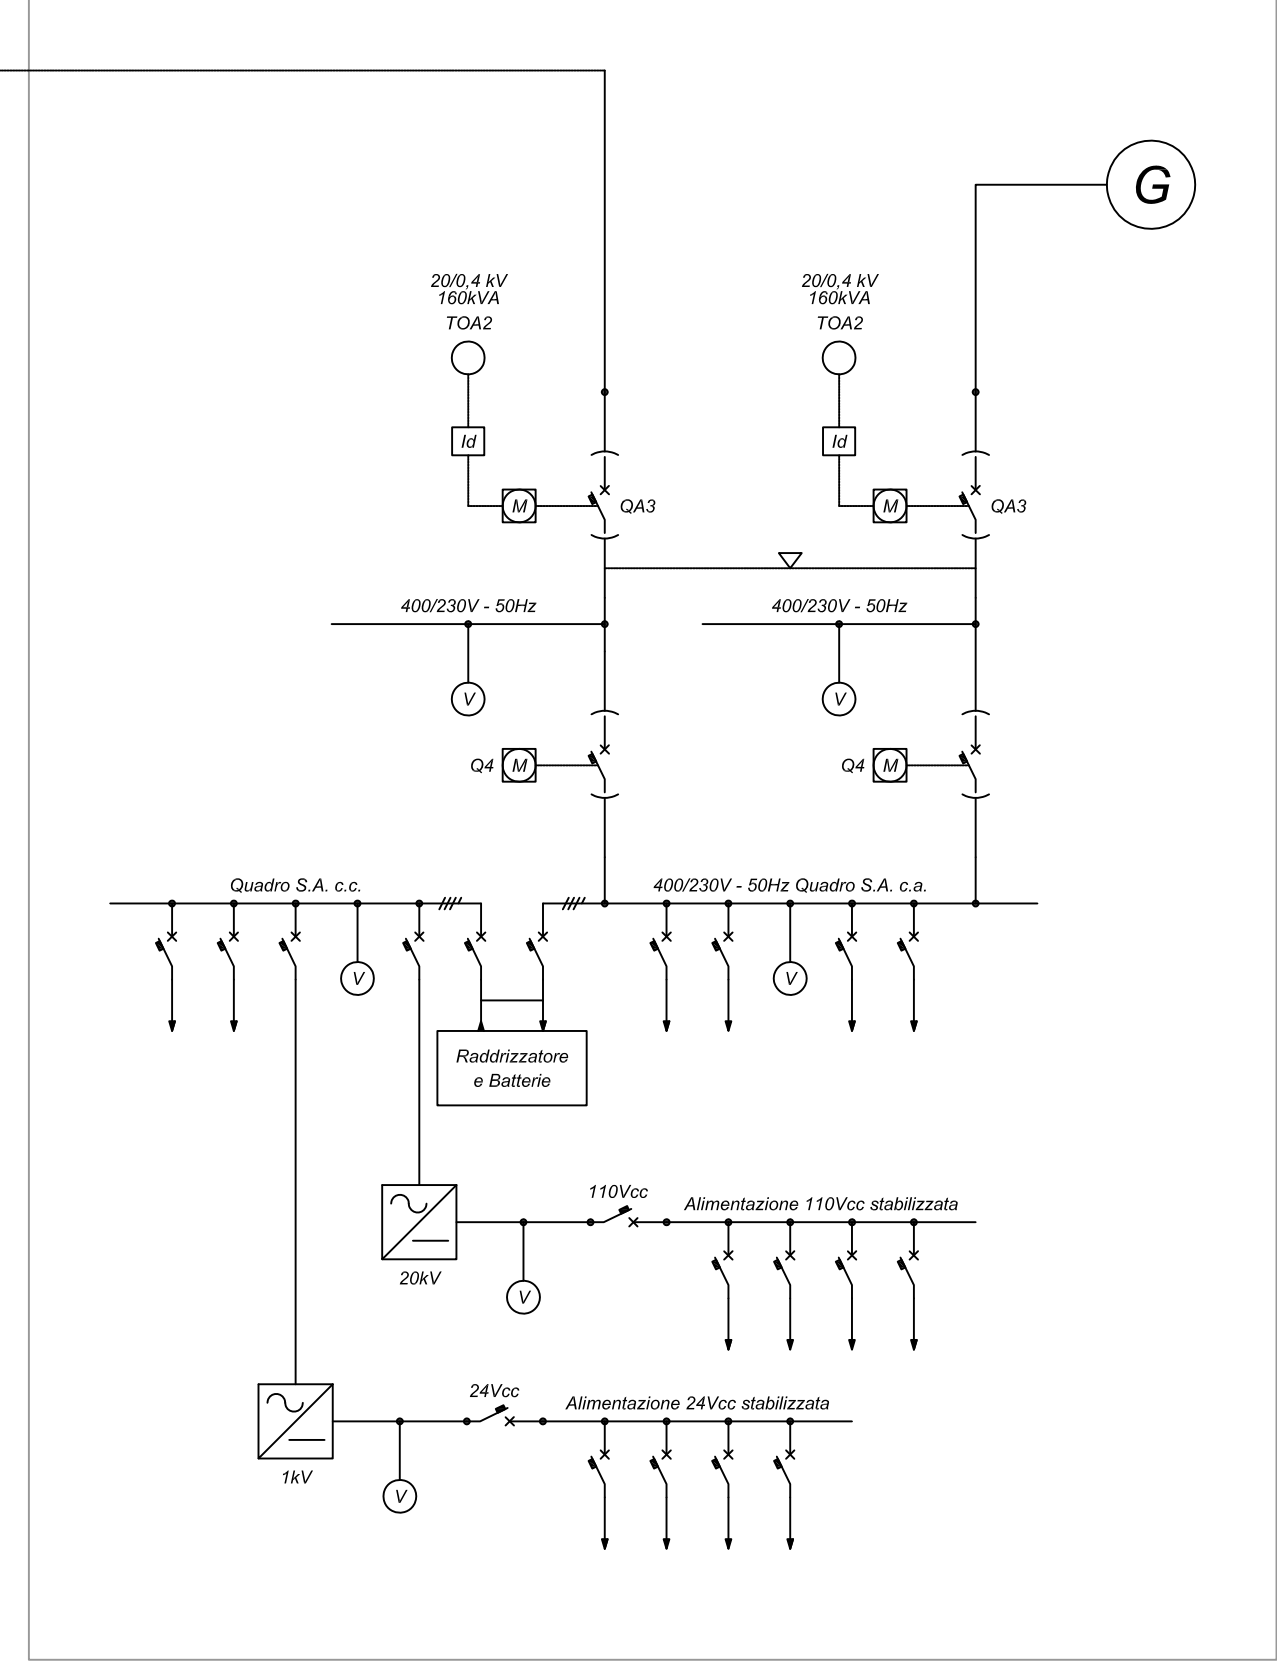 G
20/0,4 kV
160kVA
TOA2
20/0,4 kV
160kVA
TOA2
Id
Id
M
QA3
M
QA3
400/230V - 50Hz
400/230V - 50Hz
V
V
Q4
M
Q4
M
Quadro S.A. c.c.
400/230V - 50Hz Quadro S.A. c.a.
V
V
Raddrizzatore
e Batterie
110Vcc
Alimentazione 110Vcc stabilizzata
20kV
V
24Vcc
Alimentazione 24Vcc stabilizzata
1kV
V